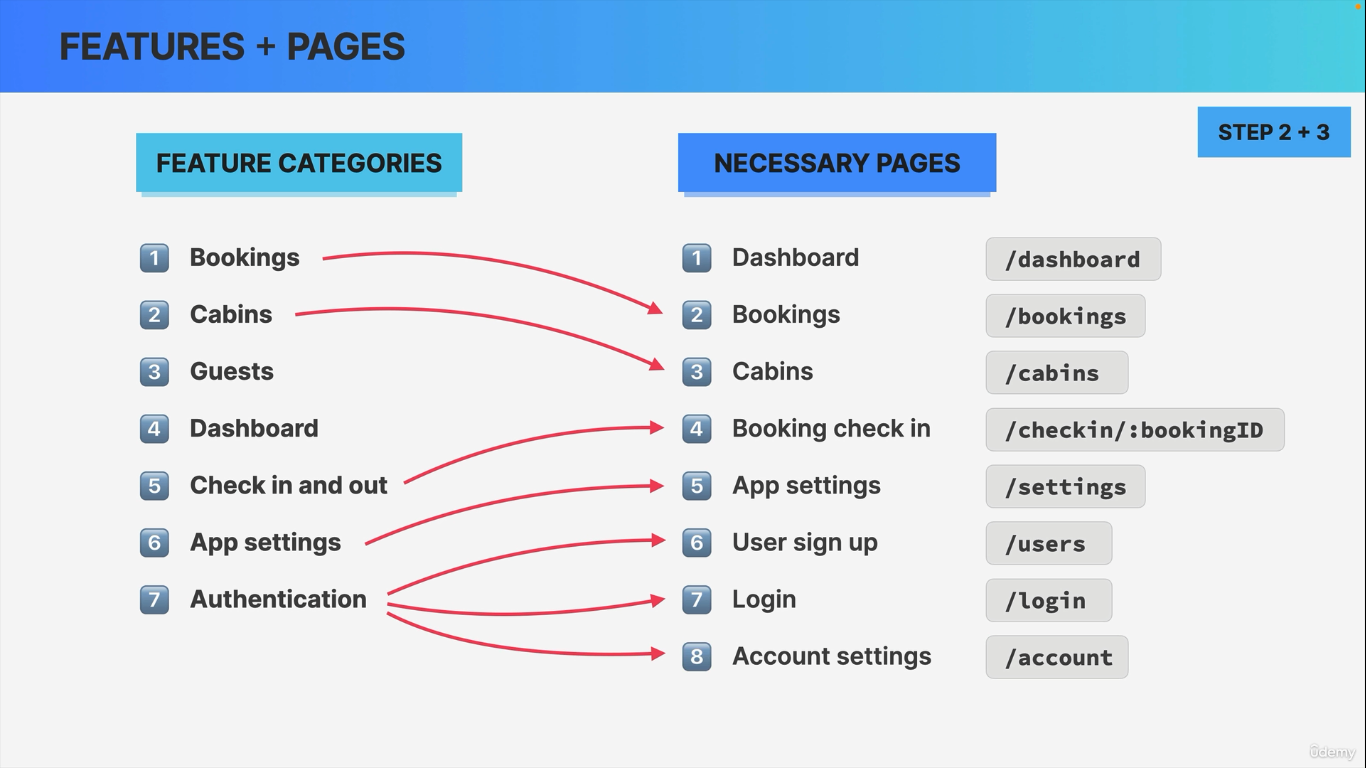 FEATURES + PAGES
STEP 2 + 3
FEATURE CATEGORIES
1 Bookings
2 Cabins
3 Guests
4 Dashboard
5 Check in and out
6 App settings
7 Authentication
NECESSARY PAGES
1 Dashboard /dashboard
2 Bookings /bookings
3 Cabins /cabins
4 Booking check in /checkin/:bookingID
5 App settings /settings
6 User sign up /users
7 Login /login
8 Account settings /account
ûdemy